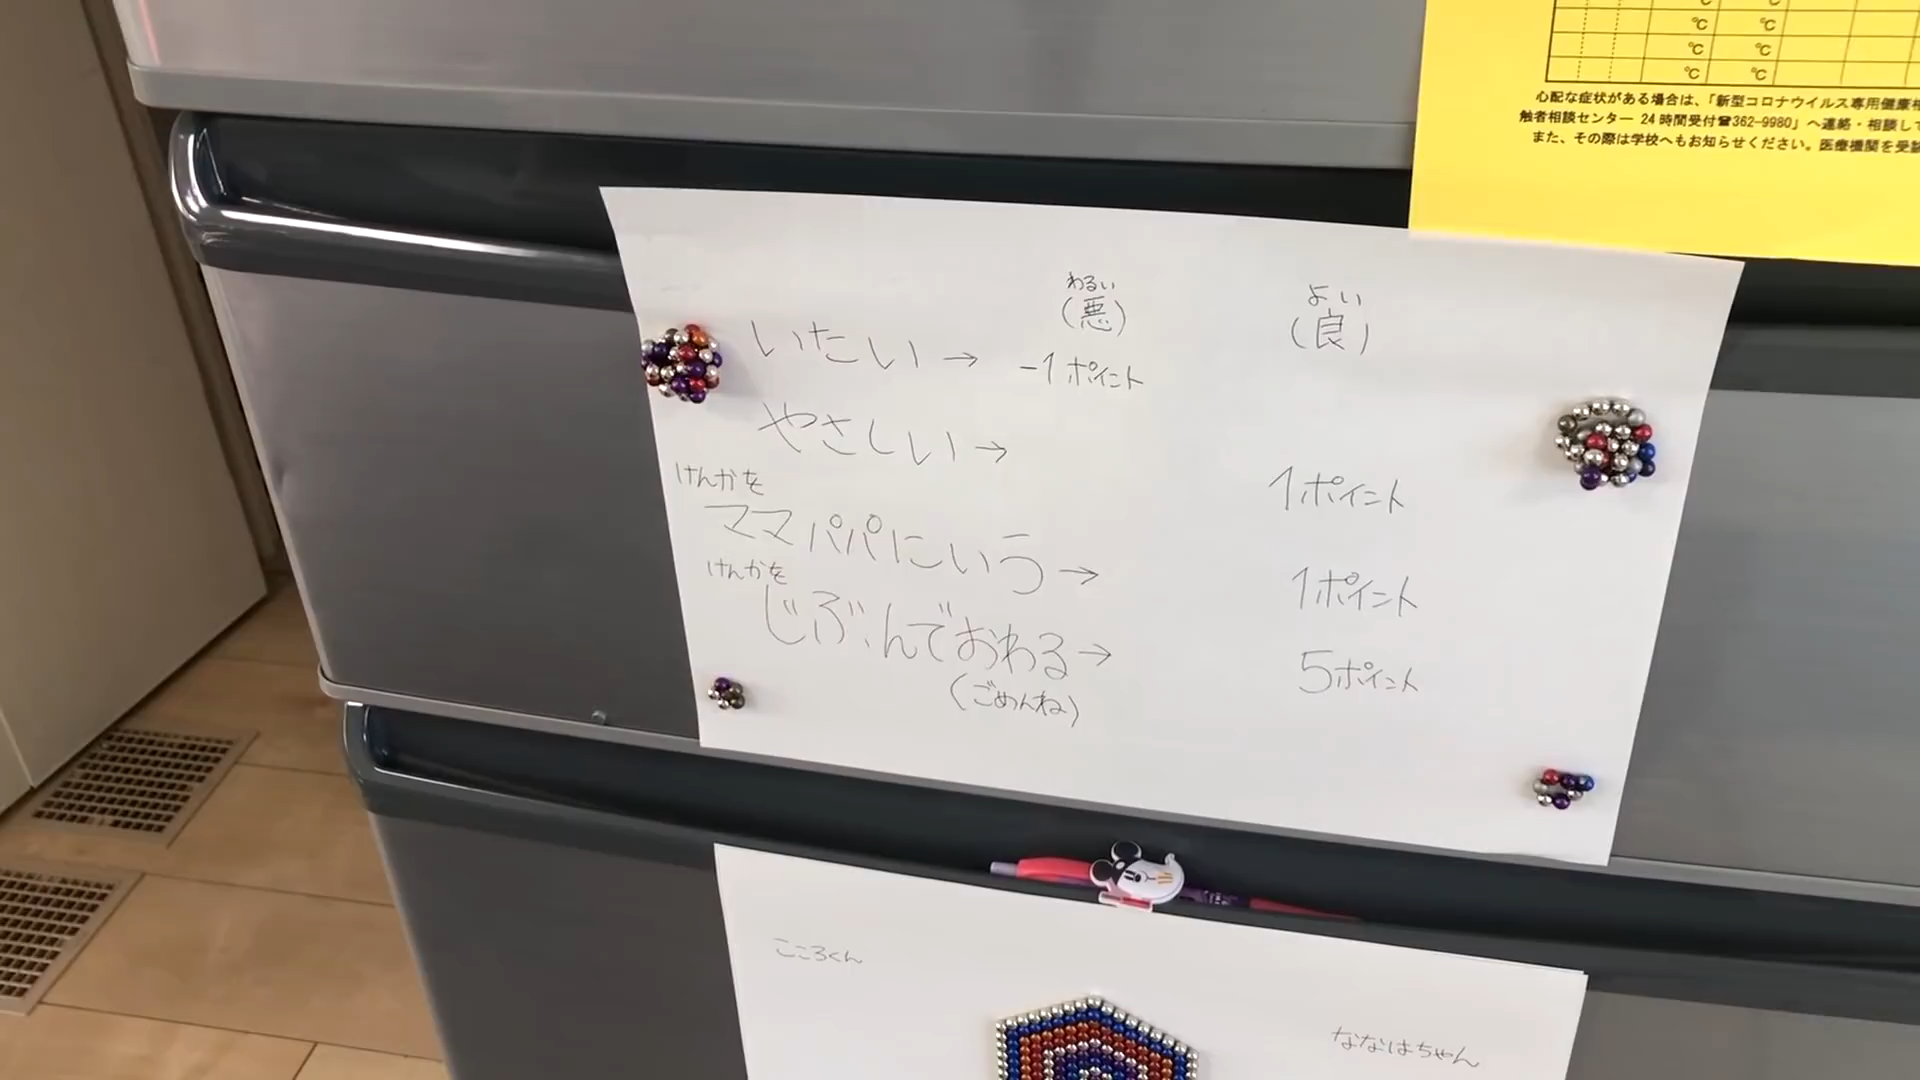 ℃ ℃
℃ ℃
℃ ℃
心配な症状がある場合は、「新型コロナウイルス専用健康相
触者相談センター 24時間受付☎362-9980」へ連絡・相談して
また、その際は学校へもお知らせください。医療機関を受診
わるい
(悪)
よい
(良)
いたい→ -1ポイント
やさしい→ 1ポイント
けんかを
ママパパにいう→ 1ポイント
けんかを
じぶんでおわる→ 5ポイント
(ごめんね)
こころくん
ななはちゃん